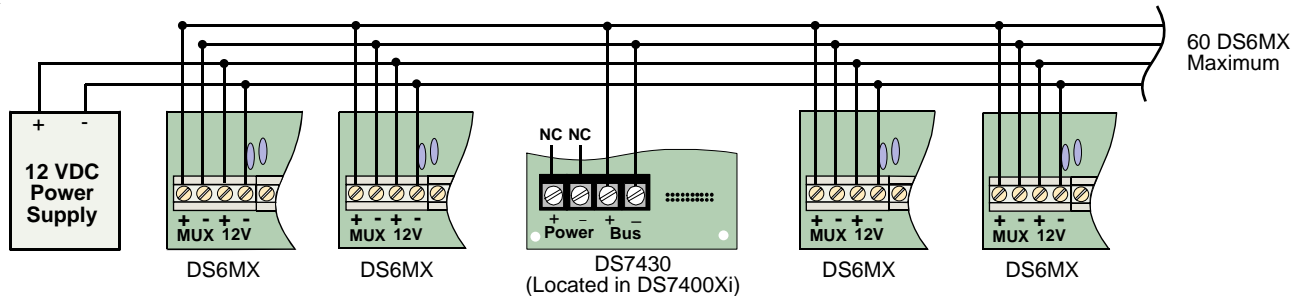 60 DS6MX
Maximum
+ -
12 VDC
Power
Supply
+ - + -
MUX 12V
DS6MX
+ - + -
MUX 12V
DS6MX
NC NC
+ – + –
Power Bus
DS7430
(Located in DS7400Xi)
+ - + -
MUX 12V
DS6MX
+ - + -
MUX 12V
DS6MX